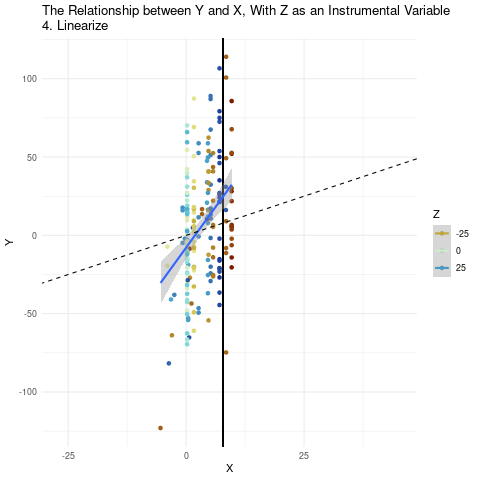 The Relationship between Y and X, With Z as an Instrumental Variable
4. Linearize
100
50
0
-50
-100
Y
-25
0
25
X
Z
-25
0
25